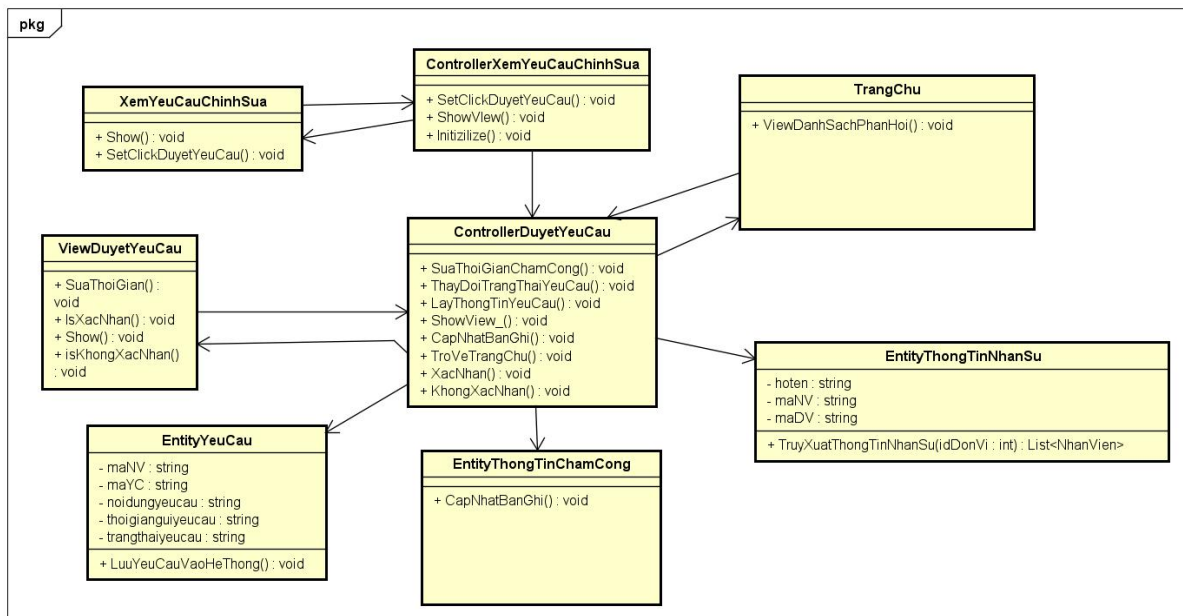 pkg
ControllerXemYeuCauChinhSua
+ SetClickDuyetYeuCau() : void
+ ShowVIew() : void
+ Initizilize() : void
XemYeuCauChinhSua
+ Show() : void
+ SetClickDuyetYeuCau() : void
TrangChu
+ ViewDanhSachPhanHoi() : void
ControllerDuyetYeuCau
+ SuaThoiGianChamCong() : void
+ ThayDoiTrangThaiYeuCau() : void
+ LayThongTinYeuCau() : void
+ ShowView_() : void
+ CapNhatBanGhi() : void
+ TroVeTrangChu() : void
+ XacNhan() : void
+ KhongXacNhan() : void
ViewDuyetYeuCau
+ SuaThoiGian() :
void
+ IsXacNhan() : void
+ Show() : void
+ isKhongXacNhan()
: void
EntityThongTinNhanSu
- hoten : string
- maNV : string
- maDV : string
+ TruyXuatThongTinNhanSu(idDonVi : int) : List<NhanVien>
EntityYeuCau
- maNV : string
- maYC : string
- noidungyeucau : string
- thoigianguiyeucau : string
- trangthaiyeucau : string
+ LuuYeuCauVaoHeThong() : void
EntityThongTinChamCong
+ CapNhatBanGhi() : void